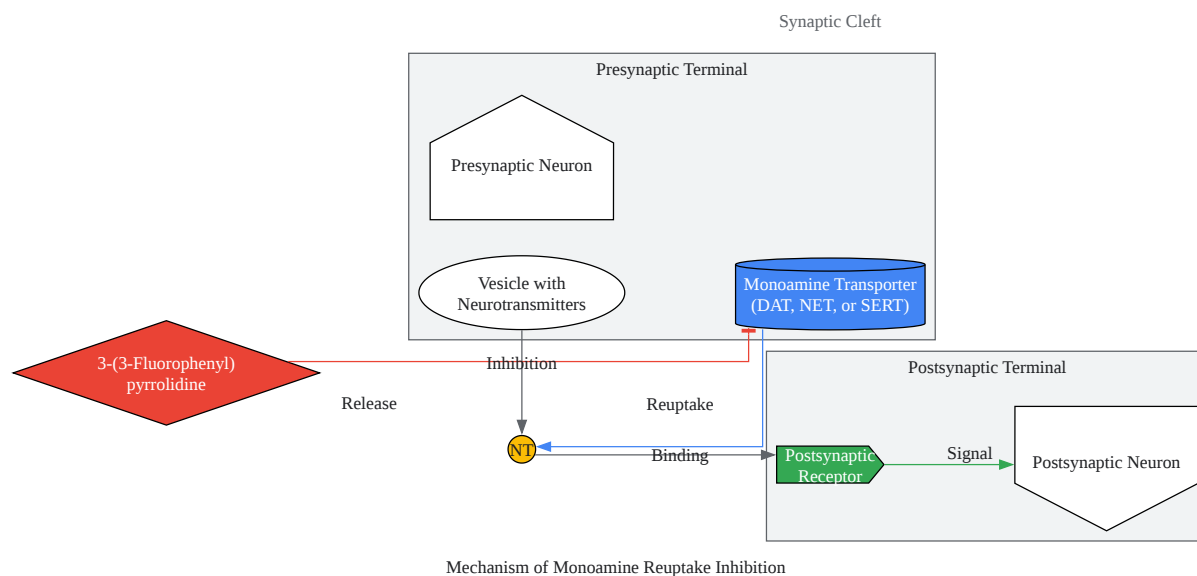 Synaptic Cleft
Presynaptic Terminal
Presynaptic Neuron
Vesicle with
Neurotransmitters
Monoamine Transporter
(DAT, NET, or SERT)
3-(3-Fluorophenyl)
pyrrolidine
Inhibition
Release
Reuptake
Postsynaptic Terminal
NT
Binding
Postsynaptic
Receptor
Signal
Postsynaptic Neuron
Mechanism of Monoamine Reuptake Inhibition